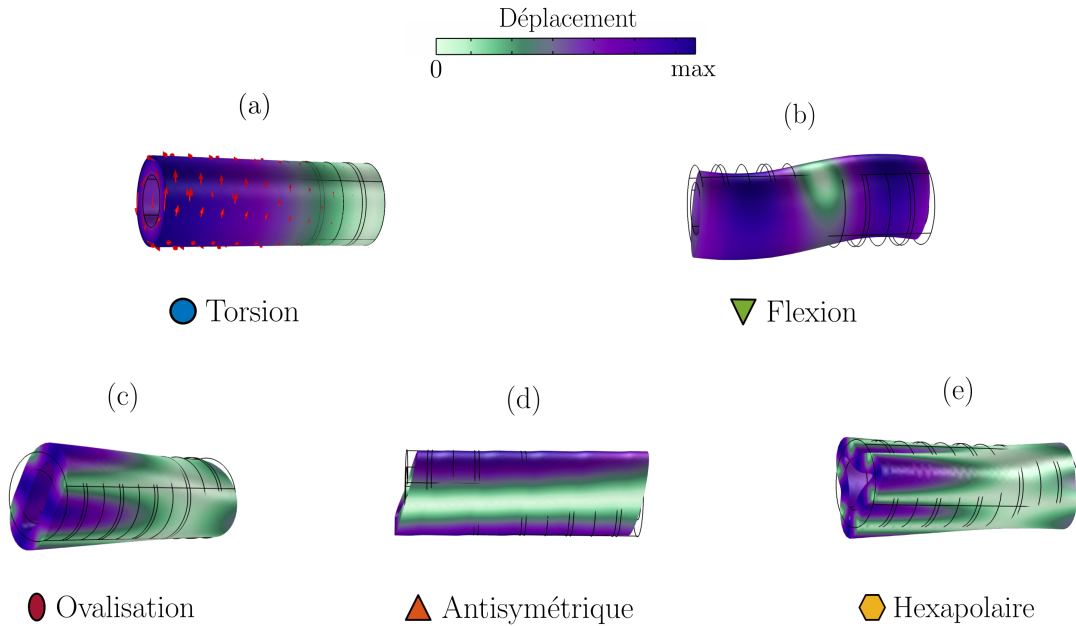 Déplacement
0 max
(a)
(b)
Torsion
Flexion
(c)
(d)
(e)
Ovalisation
Antisymétrique
Hexapolaire